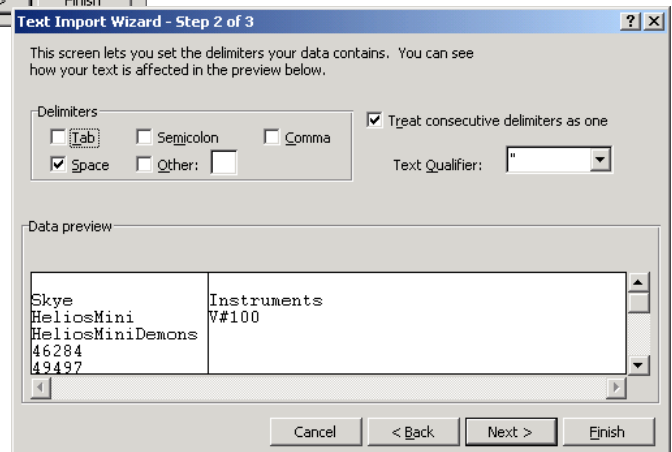 Finish
Text Import Wizard - Step 2 of 3
This screen lets you set the delimiters your data contains. You can see
how your text is affected in the preview below.
Delimiters
Tab Semicolon Comma
Space Other:
Treat consecutive delimiters as one
Text Qualifier: "
Data preview
Skye Instruments
HeliosMini V#100
HeliosMiniDemons
46284
49497
Cancel < Back Next > Finish